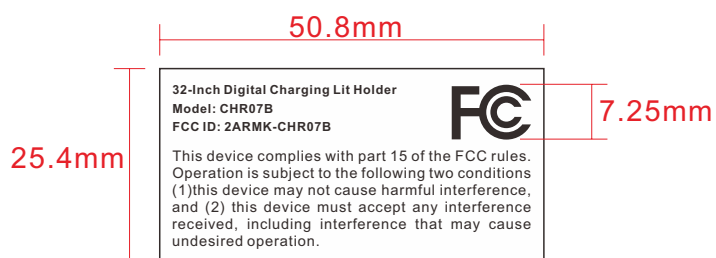 50.8mm
32-Inch Digital Charging Lit Holder
Model: CHR07B
FCC ID: 2ARMK-CHR07B
FC
7.25mm
25.4mm
This device complies with part 15 of the FCC rules.
Operation is subject to the following two conditions
(1)this device may not cause harmful interference,
and (2) this device must accept any interference
received, including interference that may cause
undesired operation.